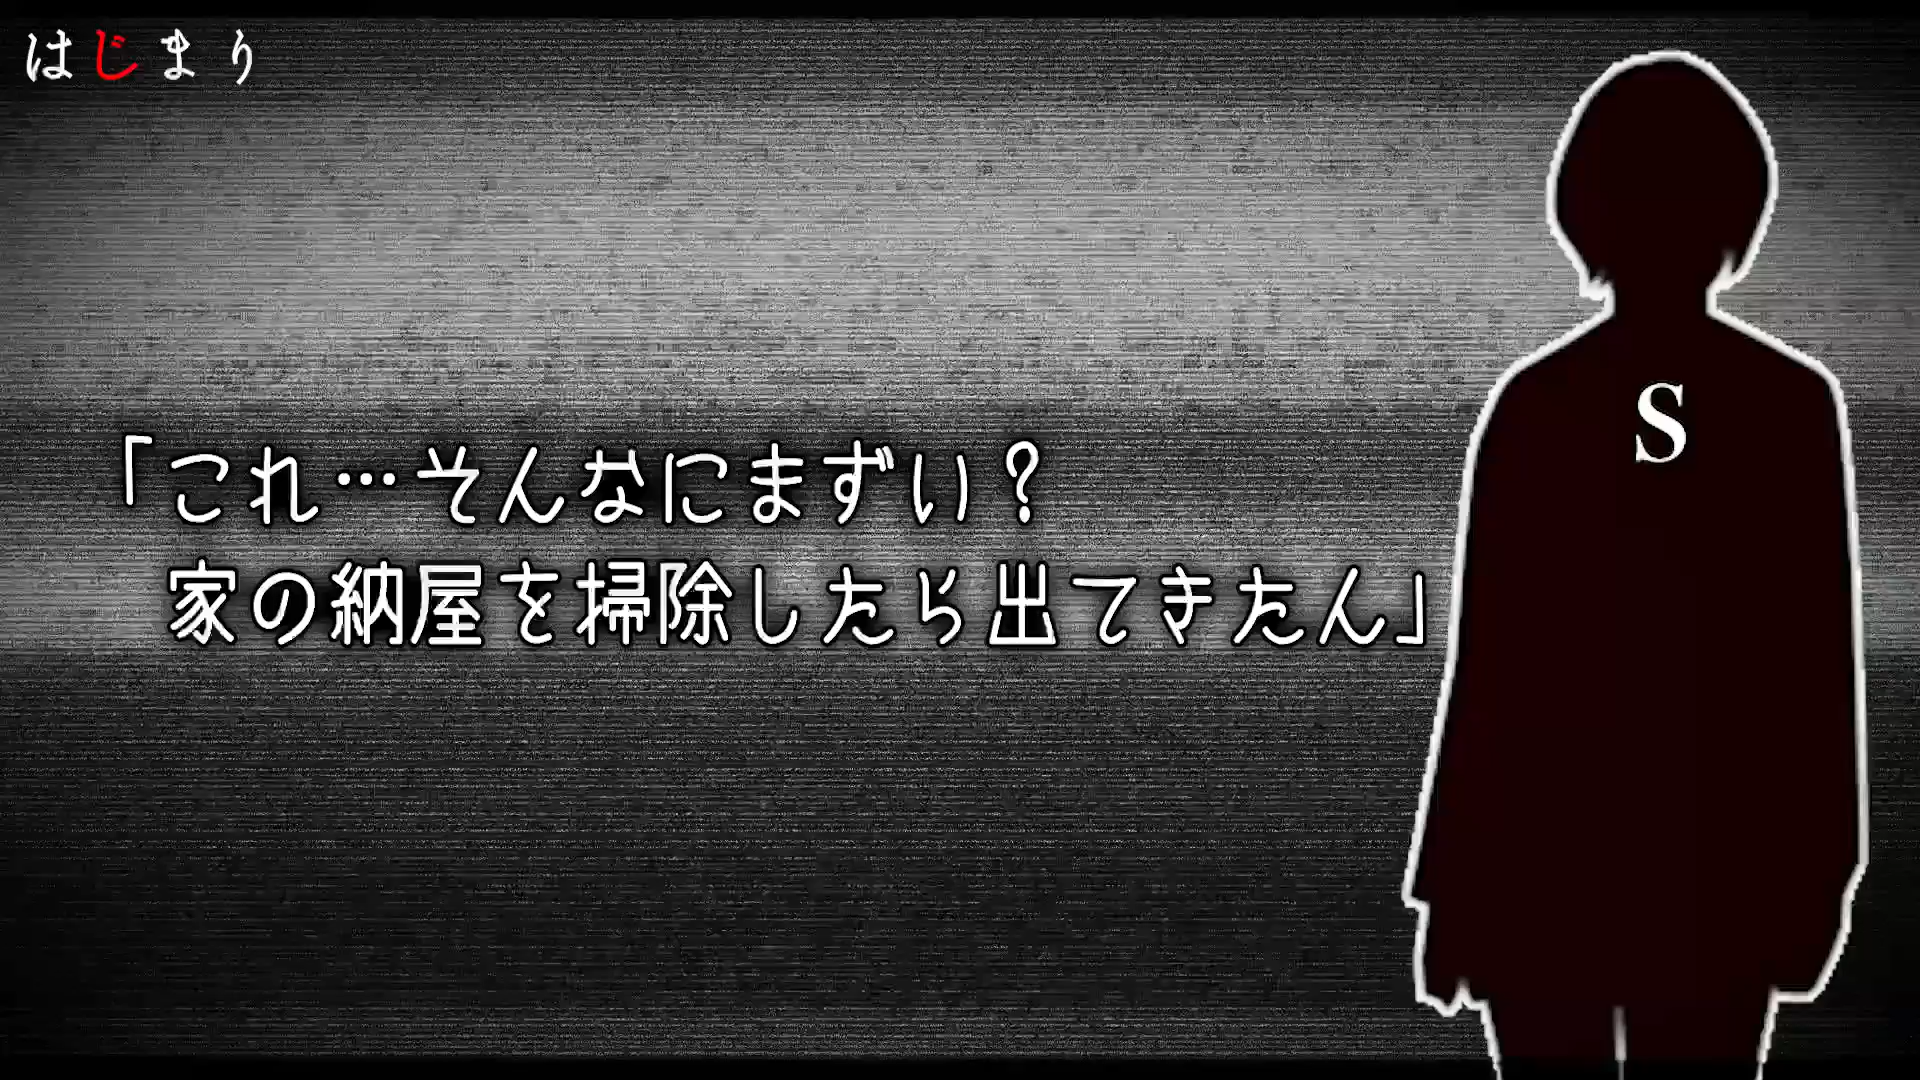 はじまり
「これ…そんなにまずい？
家の納屋を掃除したら出てきたん」
S